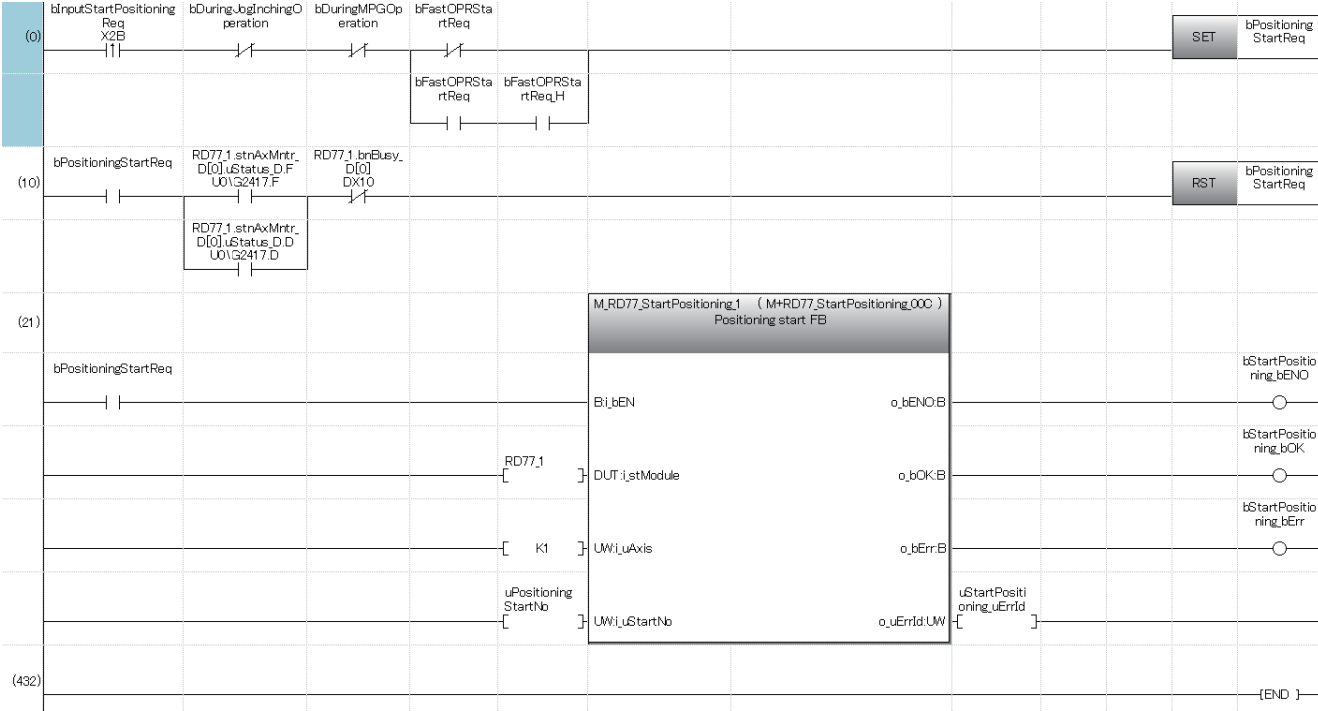 bInputStartPositioning
Req
X2B
bDuringJogInchingO
peration
bDuringMPGOp
eration
bFastOPRSta
rtReq
(0)
SET
bPositioning
StartReq
bFastOPRSta
rtReq
bFastOPRSta
rtReq_H
(10)
bPositioningStartReq
RD77_1.stnAxMntr_
D[0].uStatus_D.F
U0\G2417.F
RD77_1.bnBusy_
D[0]
DX10
RST
bPositioning
StartReq
RD77_1.stnAxMntr_
D[0].uStatus_D.D
U0\G2417.D
(21)
M_RD77_StartPositioning_1 ( M+RD77_StartPositioning_00C )
Positioning start FB
bPositioningStartReq
B:i_bEN
o_bENO:B
bStartPositio
ning_bENO
RD77_1
DUT:i_stModule
o_bOK:B
bStartPositio
ning_bOK
K1
UW:i_uAxis
o_bErr:B
bStartPositio
ning_bErr
uPositioning
StartNo
UW:i_uStartNo
o_uErrId:UW
uStartPositi
oning_uErrId
(432)
[END ]